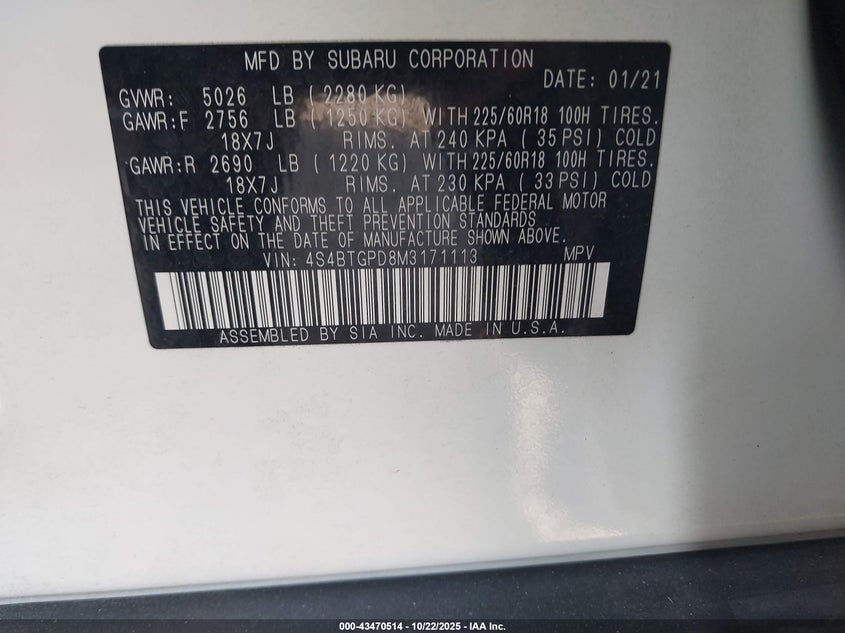 MFD BY SUBARU CORPORATION
DATE: 01/21
GVWR: 5026 LB ( 2280 KG)
GAWR:F 2756 LB ( 1250 KG) WITH 225/60R18 100H TIRES.
18X7J RIMS. AT 240 KPA ( 35 PSI) COLD
GAWR:R 2690 LB ( 1220 KG) WITH 225/60R18 100H TIRES.
18X7J RIMS. AT 230 KPA ( 33 PSI) COLD
THIS VEHICLE CONFORMS TO ALL APPLICABLE FEDERAL MOTOR
VEHICLE SAFETY AND THEFT PREVENTION STANDARDS
IN EFFECT ON THE DATE OF MANUFACTURE SHOWN ABOVE.
VIN: 4S4BTGPD8M3171113 MPV
ASSEMBLED BY SIA INC. MADE IN U.S.A.
000-43470514 - 10/22/2025 - IAA Inc.